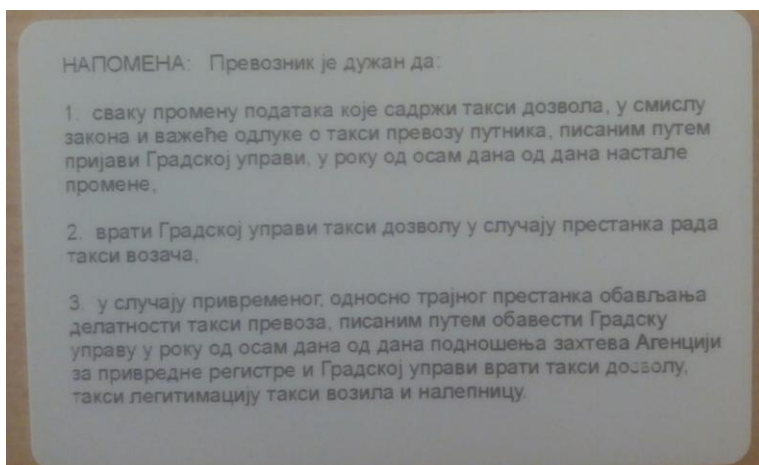 НАПОМЕНА: Превозник је дужан да:
1. сваку промену података које садржи такси дозвола, у смислу
закона и важеће одлуке о такси превозу путника, писаним путем
пријави Градској управи, у року од осам дана од дана настале
промене,
2. врати Градској управи такси дозволу у случају престанка рада
такси возача,
3. у случају привременог, односно трајног престанка обављања
делатности такси превоза, писаним путем обавести Градску
управу у року од осам дана од дана подношења захтева Агенцији
за привредне регистре и Градској управи врати такси дозволу,
такси легитимацију такси возила и налепницу.